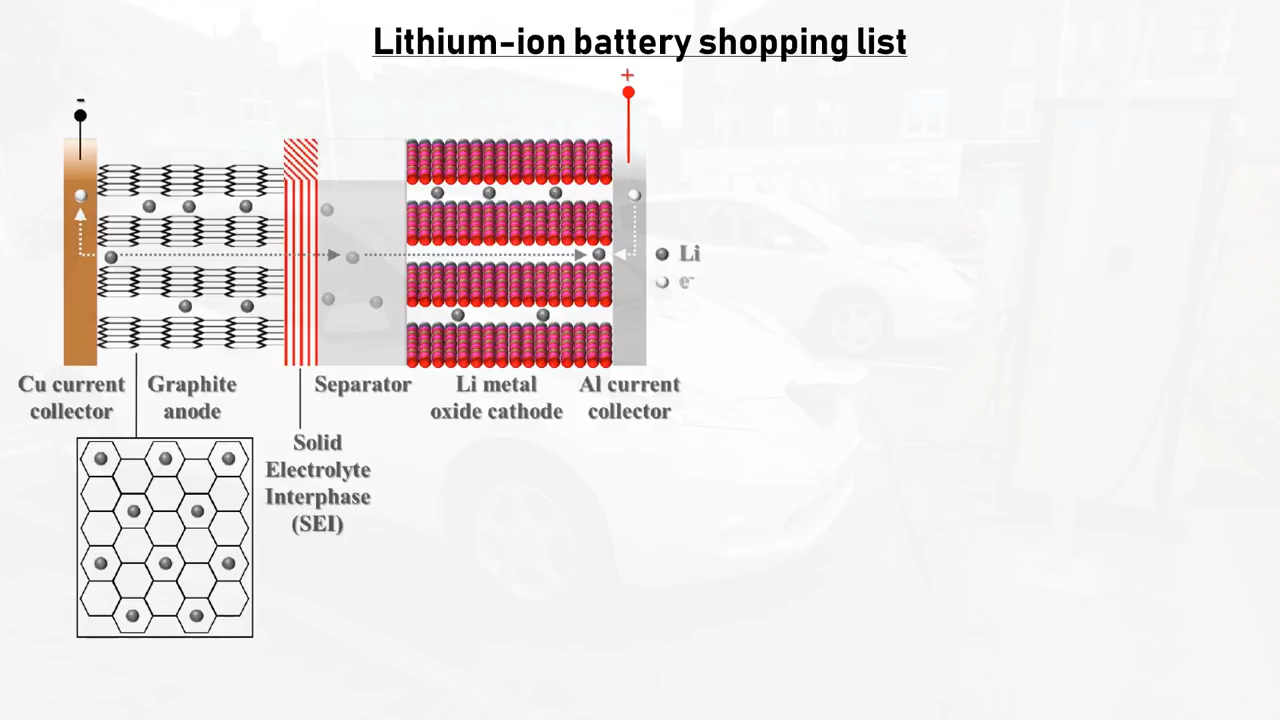 Lithium-ion battery shopping list
-
+
Li
e⁻
Cu current
collector
Graphite
anode
Separator
Li metal
oxide cathode
Al current
collector
Solid
Electrolyte
Interphase
(SEI)